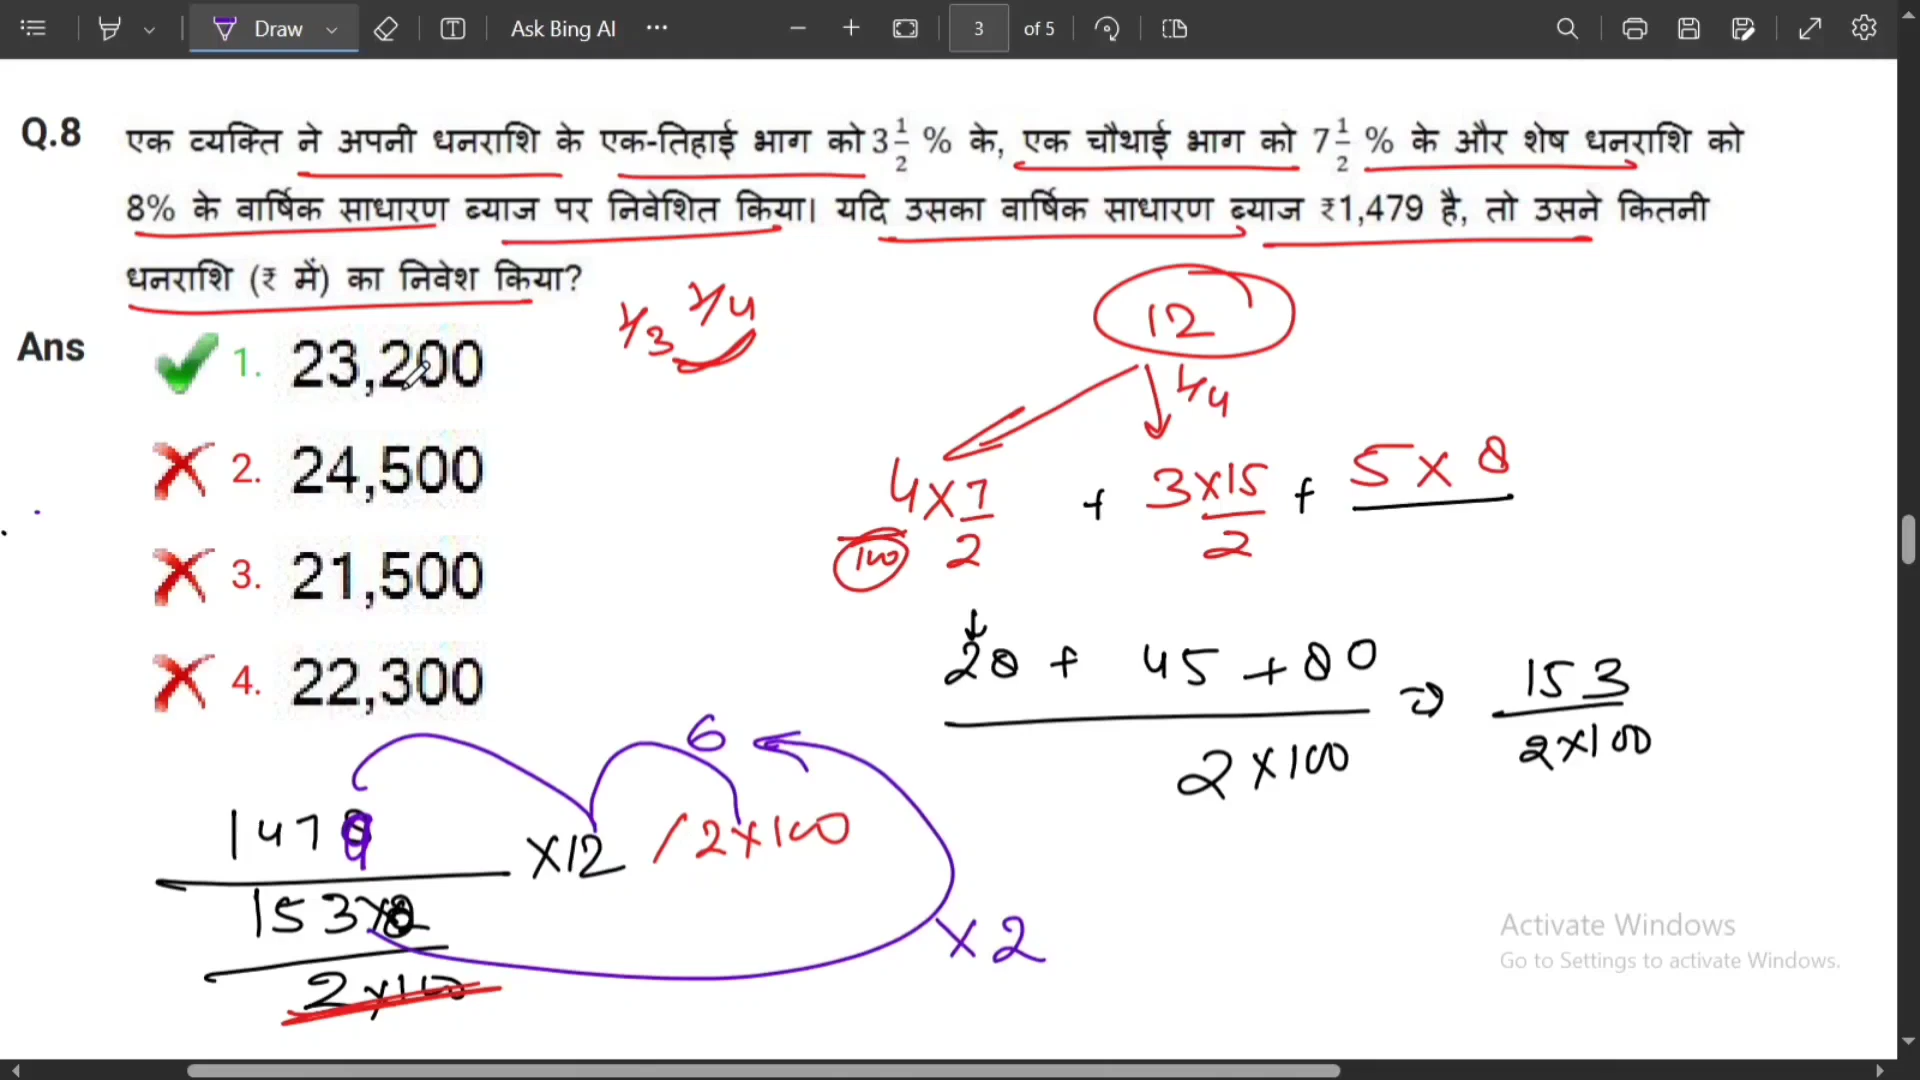 Draw
Ask Bing AI
3 of 5
Q.8 एक व्यक्ति ने अपनी धनराशि के एक-तिहाई भाग को 3 1/2 % के, एक चौथाई भाग को 7 1/2 % के और शेष धनराशि को
8% के वार्षिक साधारण ब्याज पर निवेशित किया। यदि उसका वार्षिक साधारण ब्याज ₹1,479 है, तो उसने कितनी
धनराशि (₹ में) का निवेश किया?
1/3 1/4
12
1/4
Ans 1. 23,200
2. 24,500
3. 21,500
4. 22,300
4 × 7/2 + 3 × 15/2 + 5 × 8
100
28 + 45 + 80 ⇒ 153
2 × 100 2 × 100
6
1479 × 12 / 2 × 100
153
2 × 100
× 2
Activate Windows
Go to Settings to activate Windows.